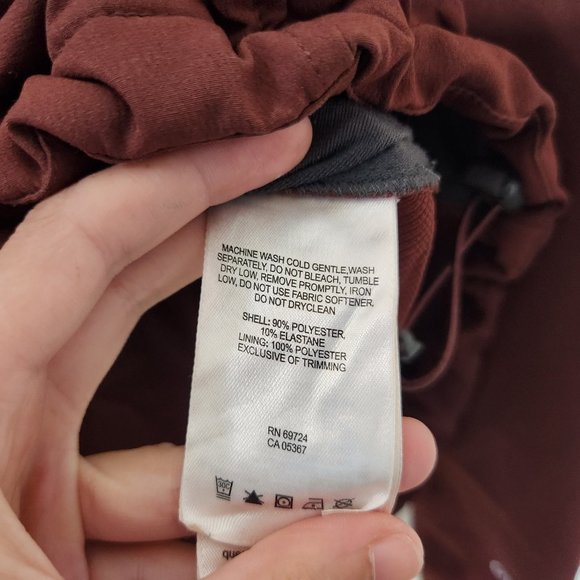 MACHINE WASH COLD GENTLE,WASH
SEPARATELY. DO NOT BLEACH, TUMBLE
DRY LOW, REMOVE PROMPTLY, IRON
LOW, DO NOT USE FABRIC SOFTENER.
DO NOT DRYCLEAN
SHELL: 90% POLYESTER,
10% ELASTANE
LINING: 100% POLYESTER
EXCLUSIVE OF TRIMMING
RN 69724
CA 05367
30C